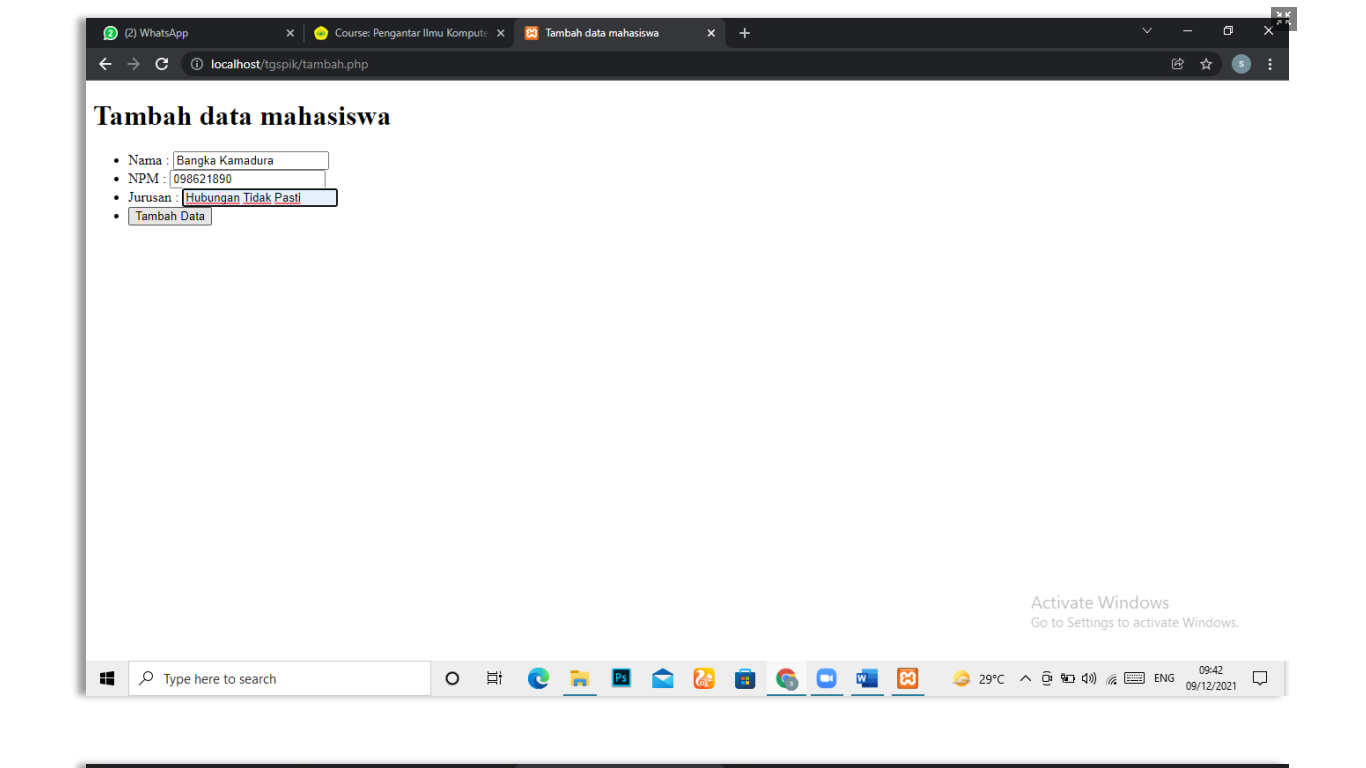 (2) WhatsApp
Course: Pengantar Ilmu Kompute
Tambah data mahasiswa
localhost/tgspik/tambah.php
Tambah data mahasiswa
Nama : Bangka Kamadura
NPM : 098621890
Jurusan : Hubungan Tidak Pasti
Tambah Data
Activate Windows
Go to Settings to activate Windows.
Type here to search
Ps
29°C
ENG
09:42
09/12/2021